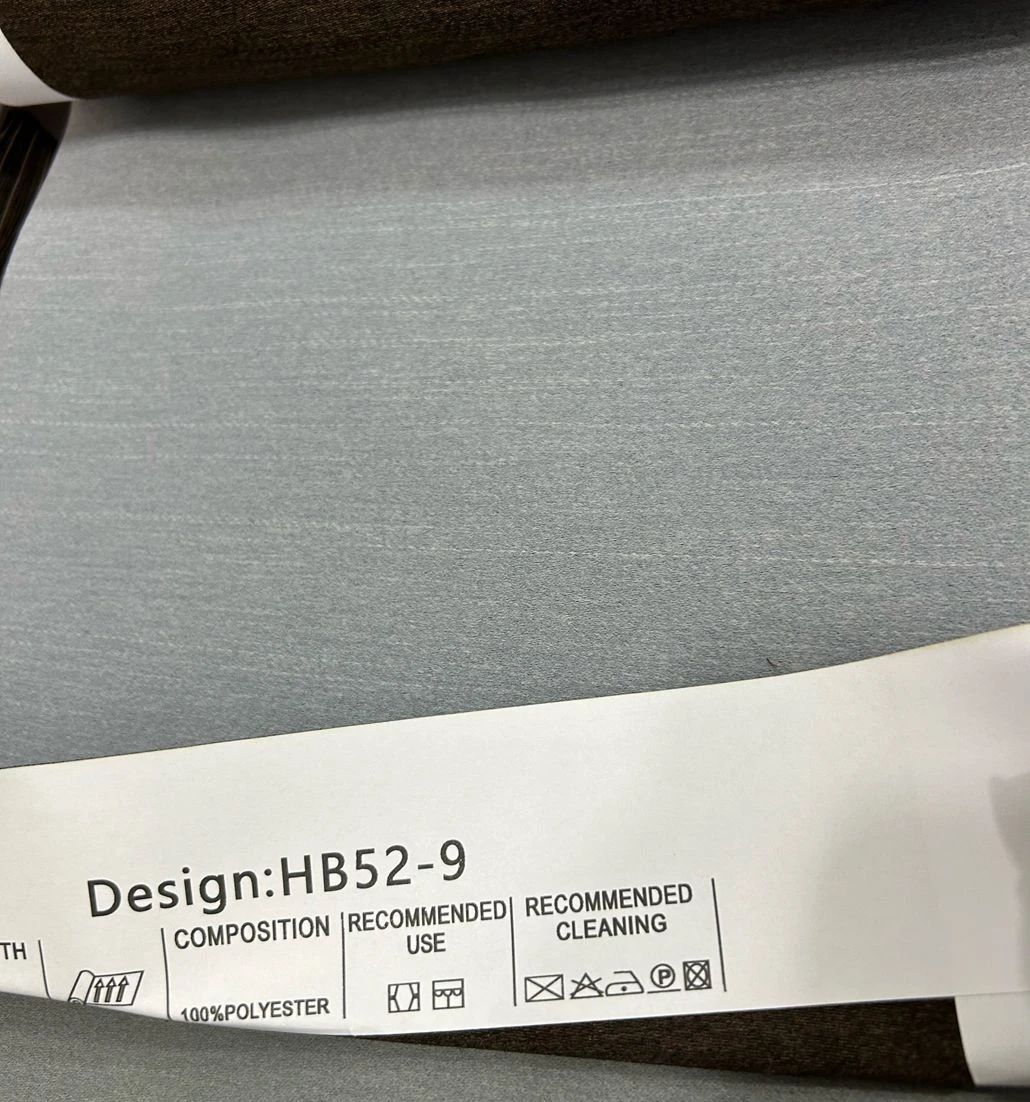 Design:HB52-9
TH
COMPOSITION
100%POLYESTER
RECOMMENDED
USE
RECOMMENDED
CLEANING
P